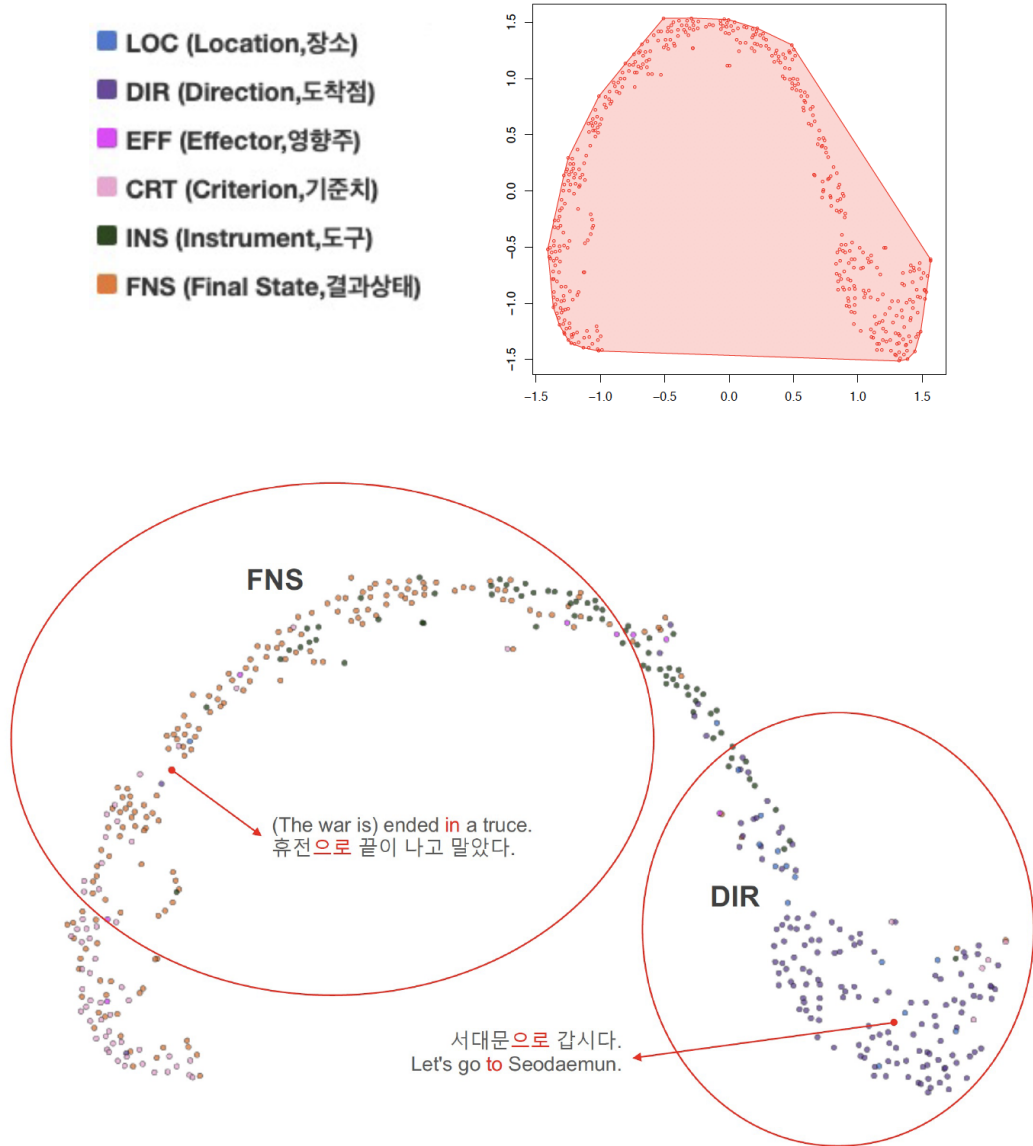 LOC (Location,장소)
DIR (Direction,도착점)
EFF (Effector,영향주)
CRT (Criterion,기준치)
INS (Instrument,도구)
FNS (Final State,결과상태)
1.5
1.0
0.5
0.0
−0.5
−1.0
−1.5
−1.5 −1.0 −0.5 0.0 0.5 1.0 1.5
FNS
(The war is) ended in a truce.
휴전으로 끝이 나고 말았다.
DIR
서대문으로 갑시다.
Let's go to Seodaemun.